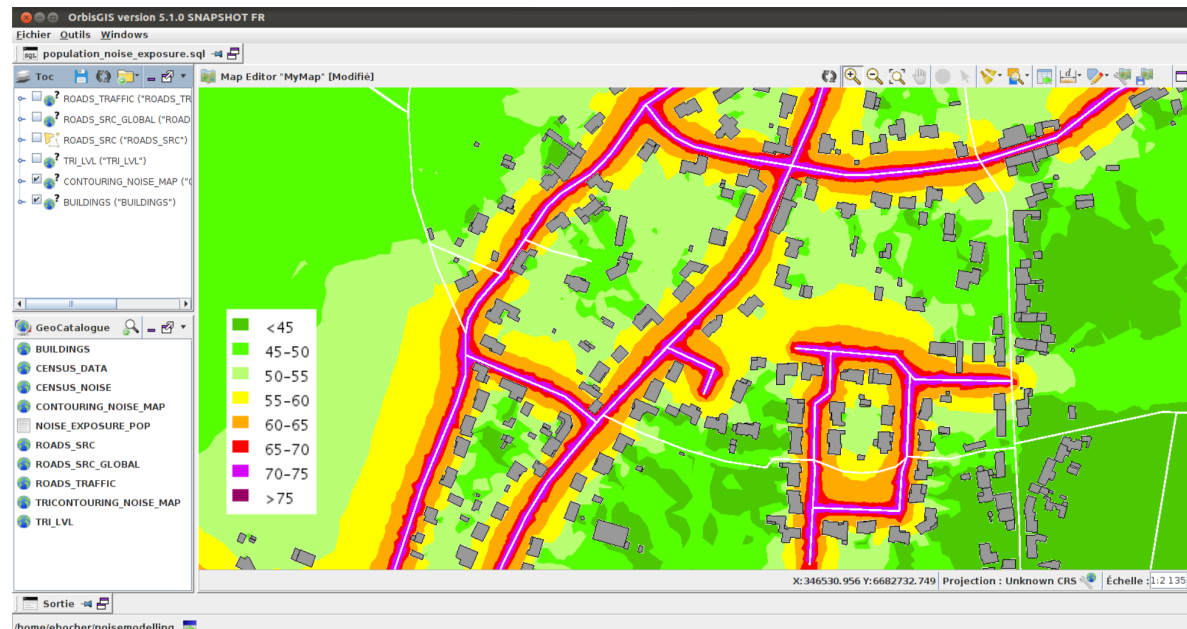 OrbisGIS version 5.1.0 SNAPSHOT FR
Fichier Outils Windows
SQL population_noise_exposure.sql
Toc
Map Editor "MyMap" [Modifié]
ROADS_TRAFFIC ("ROADS_TR
ROADS_SRC_GLOBAL ("ROAD
ROADS_SRC ("ROADS_SRC")
TRI_LVL ("TRI_LVL")
CONTOURING_NOISE_MAP ("C
BUILDINGS ("BUILDINGS")
GeoCatalogue
BUILDINGS
CENSUS_DATA
CENSUS_NOISE
CONTOURING_NOISE_MAP
NOISE_EXPOSURE_POP
ROADS_SRC
ROADS_SRC_GLOBAL
ROADS_TRAFFIC
TRICONTOURING_NOISE_MAP
TRI_LVL
<45
45-50
50-55
55-60
60-65
65-70
70-75
>75
X:346530.956 Y:6682732.749 Projection : Unknown CRS Échelle : 1:2 135
Sortie
/home/ebocher/noisemodelling